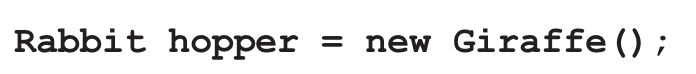 Rabbit hopper = new Giraffe();